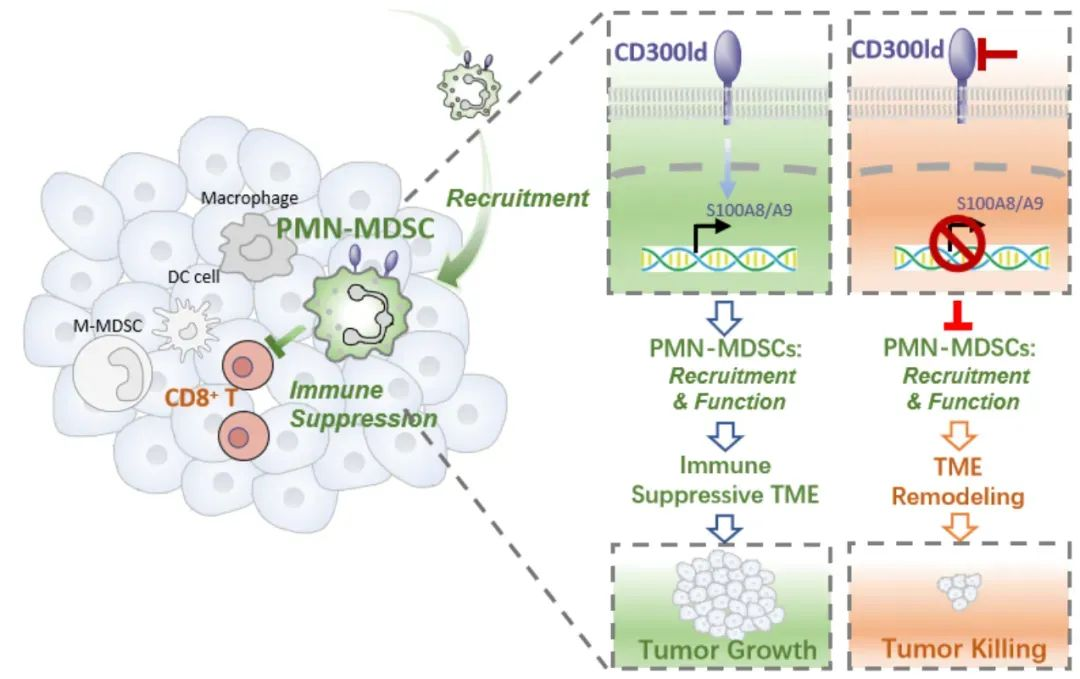 Recruitment
Macrophage
PMN-MDSC
DC cell
M-MDSC
CD8⁺ T
Immune
Suppression
CD300ld
S100A8/A9
PMN-MDSCs:
Recruitment
& Function
Immune
Suppressive TME
Tumor Growth
CD300ld
S100A8/A9
PMN-MDSCs:
Recruitment
& Function
TME
Remodeling
Tumor Killing